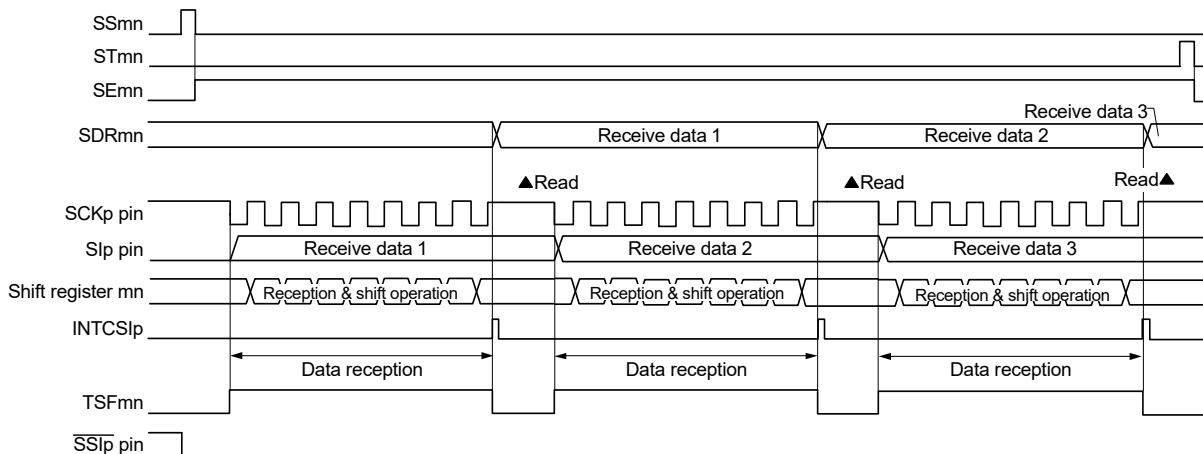 SSmn
STmn
SEmn
Receive data 3
SDRmn Receive data 1 Receive data 2
▲Read ▲Read Read▲
SCKp pin
SIp pin Receive data 1 Receive data 2 Receive data 3
Shift register mn Reception & shift operation Reception & shift operation Reception & shift operation
INTCSIp
Data reception Data reception Data reception
TSFmn
SSIp pin